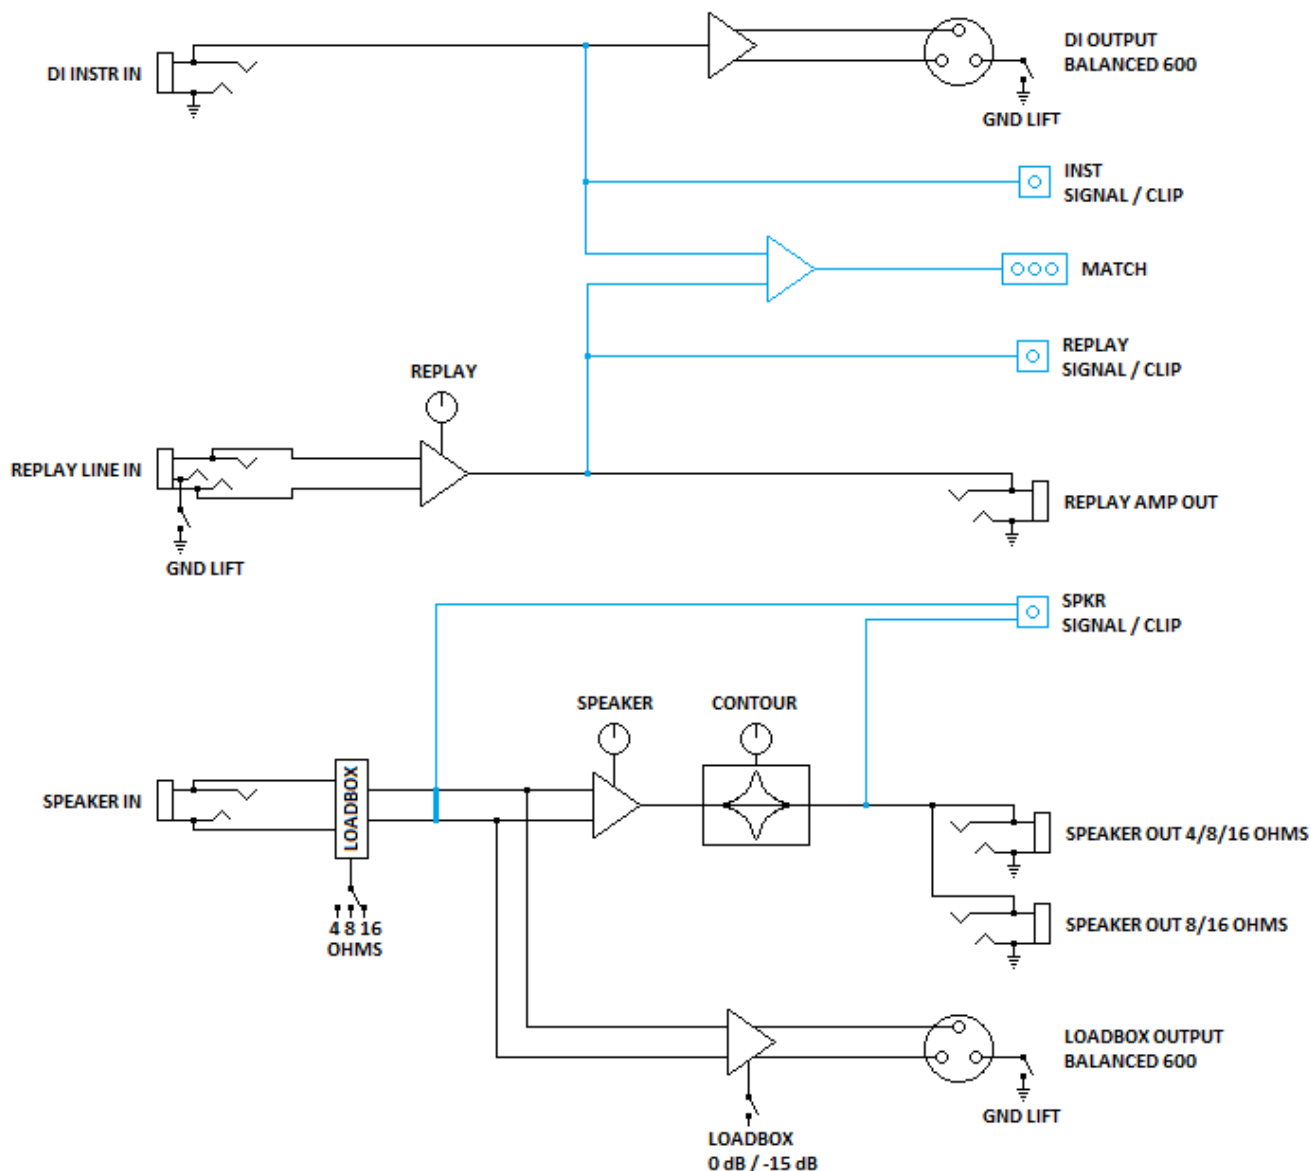 DI INSTR IN
DI OUTPUT
BALANCED 600
GND LIFT
INST
SIGNAL / CLIP
MATCH
REPLAY
SIGNAL / CLIP
REPLAY
REPLAY LINE IN
GND LIFT
REPLAY AMP OUT
SPKR
SIGNAL / CLIP
SPEAKER
CONTOUR
SPEAKER IN
LOADBOX
4 8 16
OHMS
SPEAKER OUT 4/8/16 OHMS
SPEAKER OUT 8/16 OHMS
LOADBOX OUTPUT
BALANCED 600
GND LIFT
LOADBOX
0 dB / -15 dB